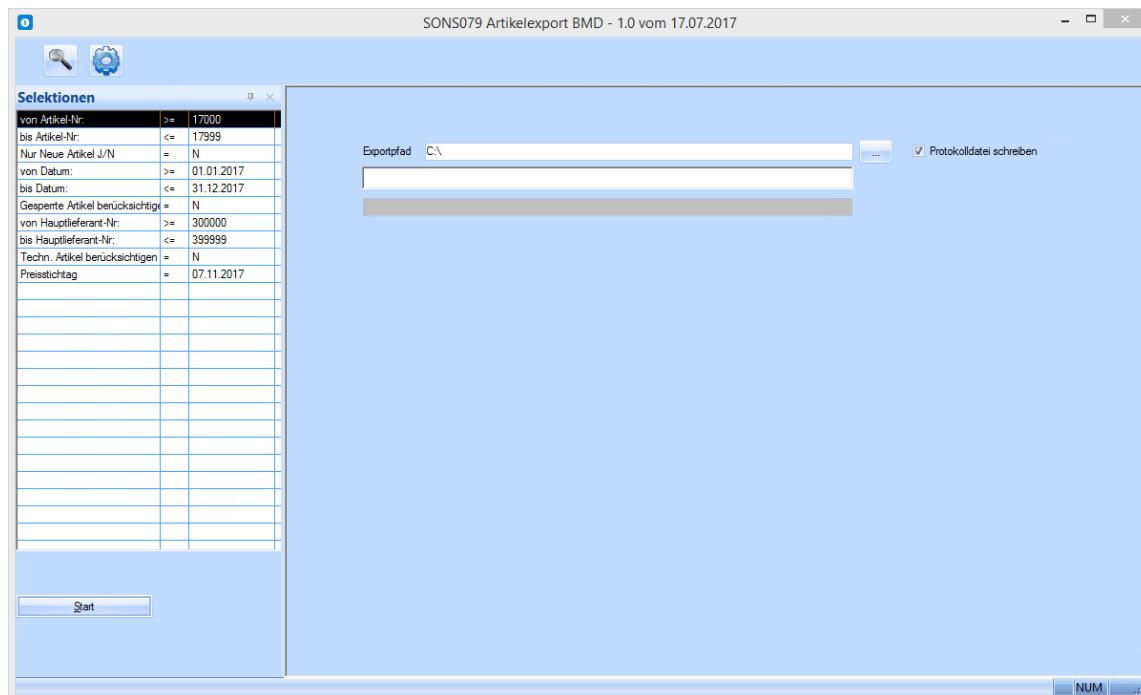 SONS079 Artikelexport BMD - 1.0 vom 17.07.2017
Selektionen
von Artikel-Nr: >= 17000
bis Artikel-Nr: <= 17999
Nur Neue Artikel J/N = N
von Datum: >= 01.01.2017
bis Datum: <= 31.12.2017
Gesperrte Artikel berücksichtige = N
von Hauptlieferant-Nr: >= 300000
bis Hauptlieferant-Nr: <= 399999
Techn. Artikel berücksichtigen = N
Preisstichtag = 07.11.2017
Exportpfad C:\ ... Protokolldatei schreiben
Start
NUM